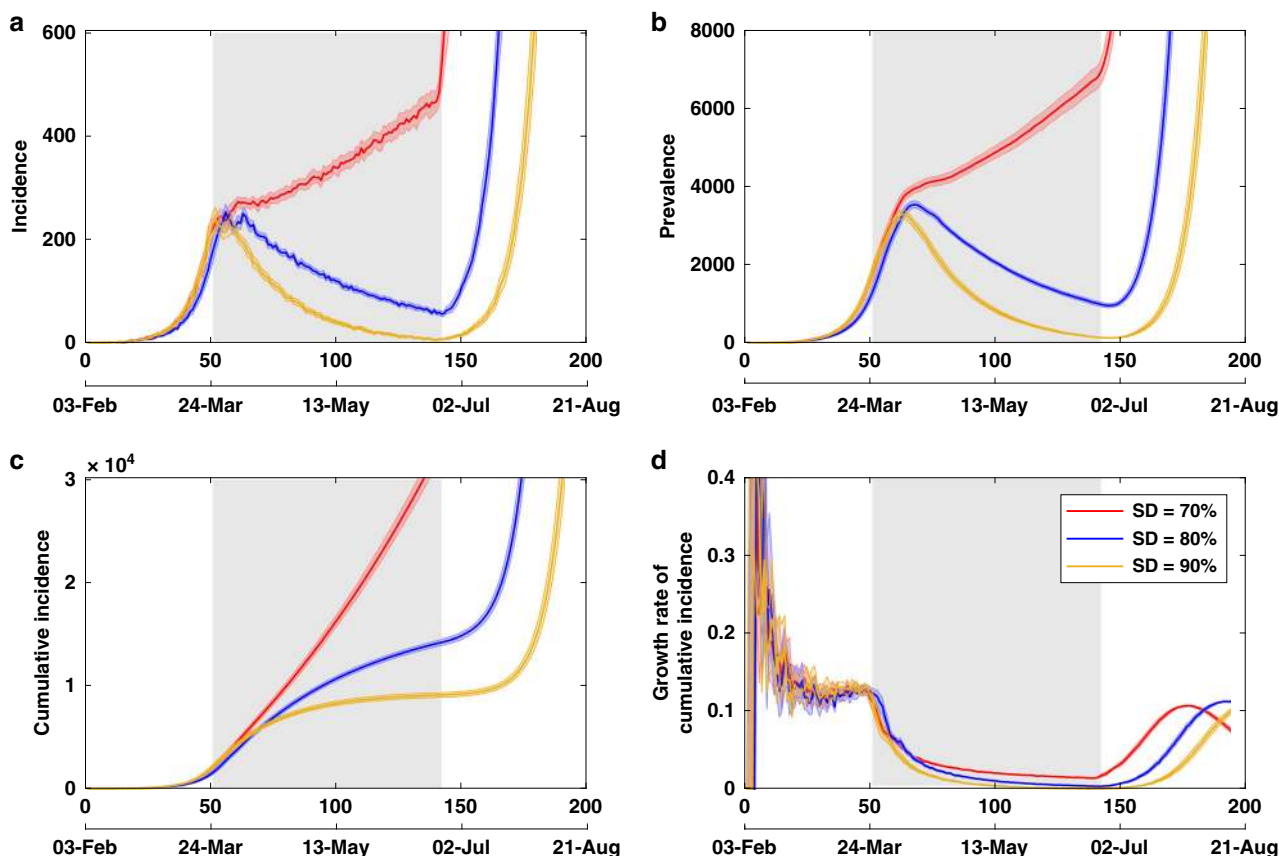 a
600
400
200
0
Incidence
0 50 100 150 200
03-Feb 24-Mar 13-May 02-Jul 21-Aug
b
8000
6000
4000
2000
0
Prevalence
0 50 100 150 200
03-Feb 24-Mar 13-May 02-Jul 21-Aug
c
× 10⁴
3
2
1
0
Cumulative incidence
0 50 100 150 200
03-Feb 24-Mar 13-May 02-Jul 21-Aug
d
0.4
0.3
0.2
0.1
0
Growth rate of
cumulative incidence
SD = 70%
SD = 80%
SD = 90%
0 50 100 150 200
03-Feb 24-Mar 13-May 02-Jul 21-Aug